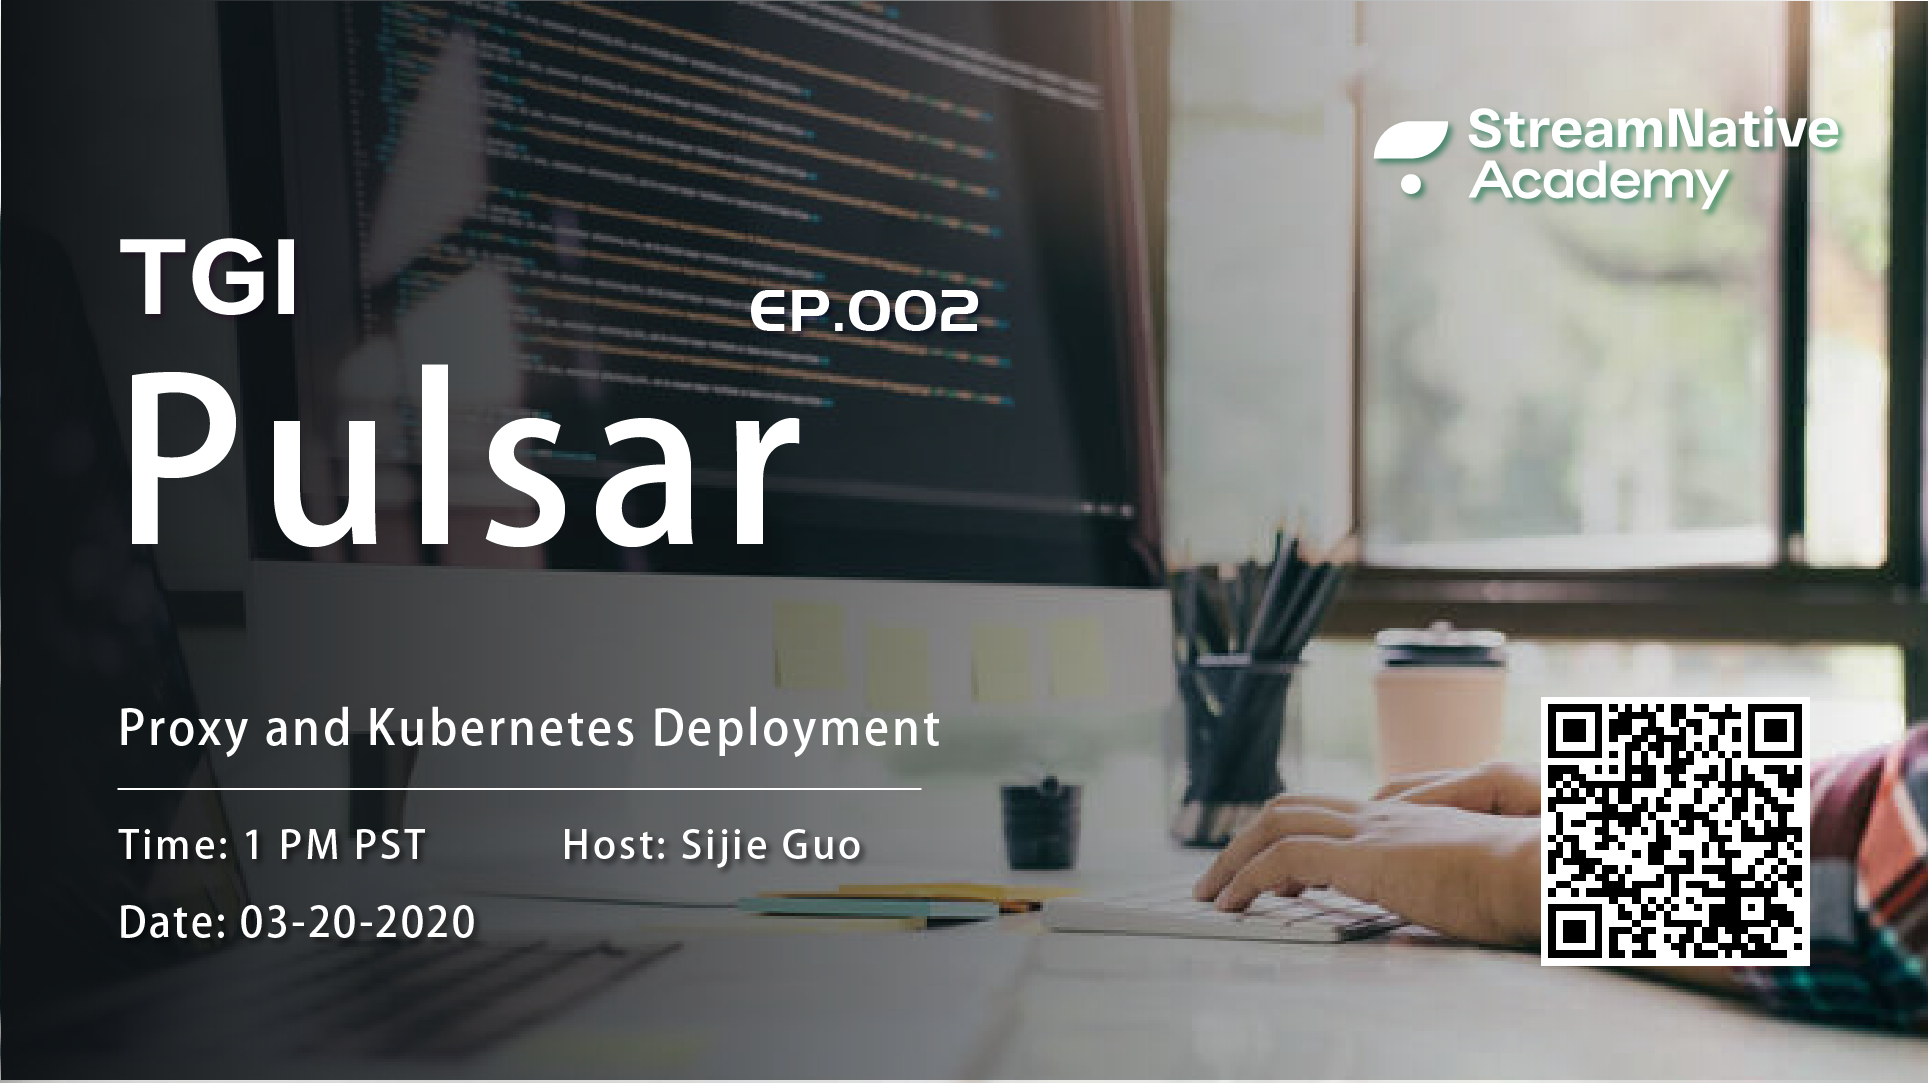 StreamNative
Academy
TGI
EP.002
Pulsar
Proxy and Kubernetes Deployment
Time: 1 PM PST
Host: Sijie Guo
Date: 03-20-2020